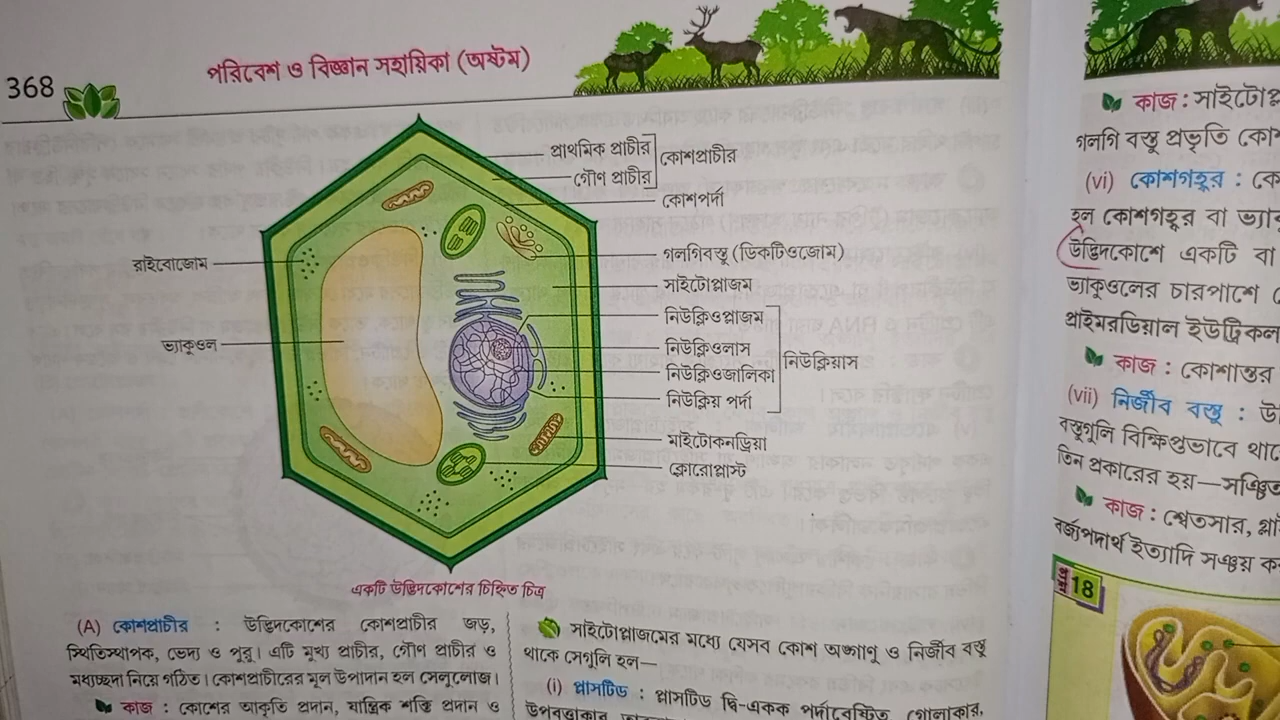 368
পরিবেশ ও বিজ্ঞান সহায়িকা (অষ্টম)
প্রাথমিক প্রাচীর
গৌণ প্রাচীর
কোশপ্রাচীর
কোশপর্দা
রাইবোজোম
গলগিবস্তু (ডিকটিওজোম)
সাইটোপ্লাজম
নিউক্লিওপ্লাজম
ভ্যাকুওল
নিউক্লিওলাস
নিউক্লিওজালিকা
নিউক্লিয়াস
নিউক্লিয় পর্দা
মাইটোকনড্রিয়া
ক্লোরোপ্লাস্ট
একটি উদ্ভিদকোশের চিহ্নিত চিত্র
(A) কোশপ্রাচীর : উদ্ভিদকোশের কোশপ্রাচীর জড়,
স্থিতিস্থাপক, ভেদ্য ও পুরু। এটি মুখ্য প্রাচীর, গৌণ প্রাচীর ও
মধ্যচ্ছদা নিয়ে গঠিত। কোশপ্রাচীরের মূল উপাদান হল সেলুলোজ।
কাজ : কোশের আকৃতি প্রদান, যান্ত্রিক শক্তি প্রদান ও
সাইটোপ্লাজমের মধ্যে যেসব কোশ অঙ্গাণু ও নির্জীব বস্তু
থাকে সেগুলি হল—
(i) প্লাসটিড : প্লাসটিড দ্বি-একক পর্দাবেষ্টিত, গোলাকার,
উপবৃত্তাকার
কাজ : সাইটোপ্ল
গলগি বস্তু প্রভৃতি কো
(vi) কোশগহ্বর : কো
হল কোশগহ্বর বা ভ্যা
উদ্ভিদকোশে একটি বা
ভ্যাকুওলের চারপাশে
প্রাইমরডিয়াল ইউট্রিকল
কাজ : কোশান্তর
(vii) নির্জীব বস্তু : উ
বস্তুগুলি বিক্ষিপ্তভাবে থাকে
তিন প্রকারের হয়—সঞ্চিত
কাজ : শ্বেতসার, গ্লা
বর্জ্যপদার্থ ইত্যাদি সঞ্চয় ক
প্রশ্ন 18